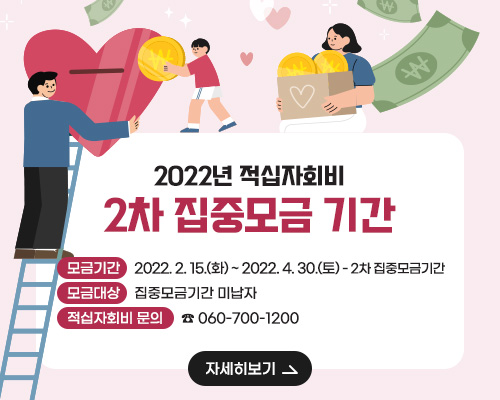 2022년 적십자회비
2차 집중모금 기간
모금기간 2022. 2. 15.(화) ~ 2022. 4. 30.(토) - 2차 집중모금기간
모금대상 집중모금기간 미납자
적십자회비 문의 ☎ 060-700-1200
자세히보기